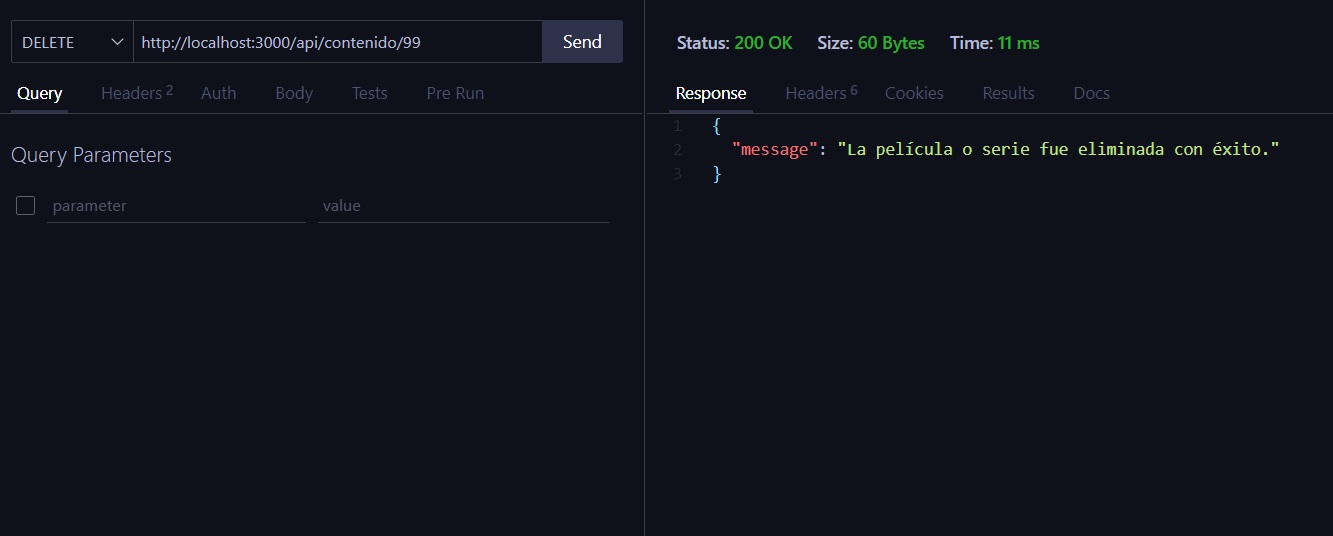 DELETE http://localhost:3000/api/contenido/99 Send
Query Headers 2 Auth Body Tests Pre Run
Query Parameters
parameter value
Status: 200 OK Size: 60 Bytes Time: 11 ms
Response Headers 6 Cookies Results Docs
1 {
2 "message": "La película o serie fue eliminada con éxito."
3 }